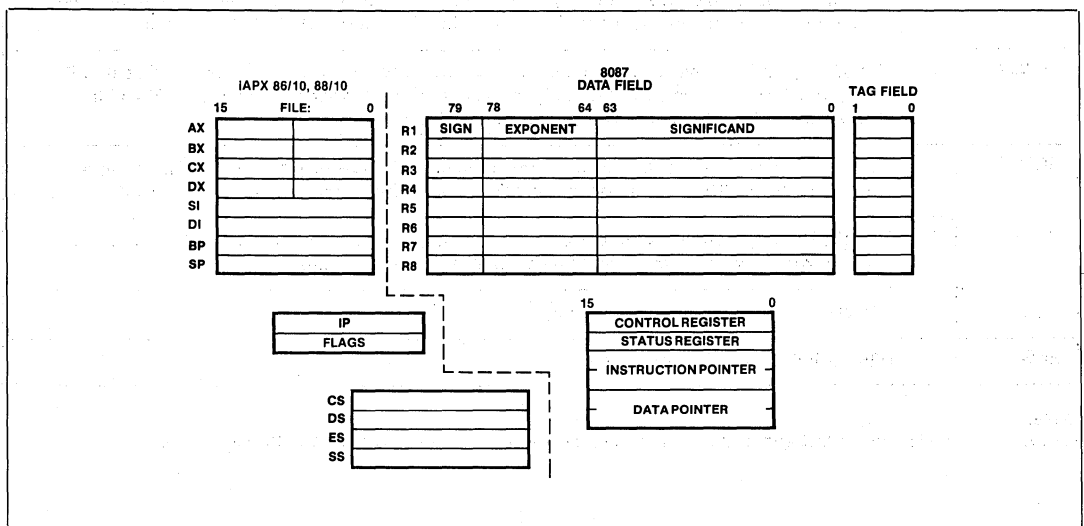 iAPX 86/10, 88/10
FILE:
15 0
AX
BX
CX
DX
SI
DI
BP
SP
8087
DATA FIELD
79 78 64 63 0
TAG FIELD
1 0
R1 SIGN EXPONENT SIGNIFICAND
R2
R3
R4
R5
R6
R7
R8
IP
FLAGS
CS
DS
ES
SS
15 0
CONTROL REGISTER
STATUS REGISTER
INSTRUCTION POINTER
DATA POINTER